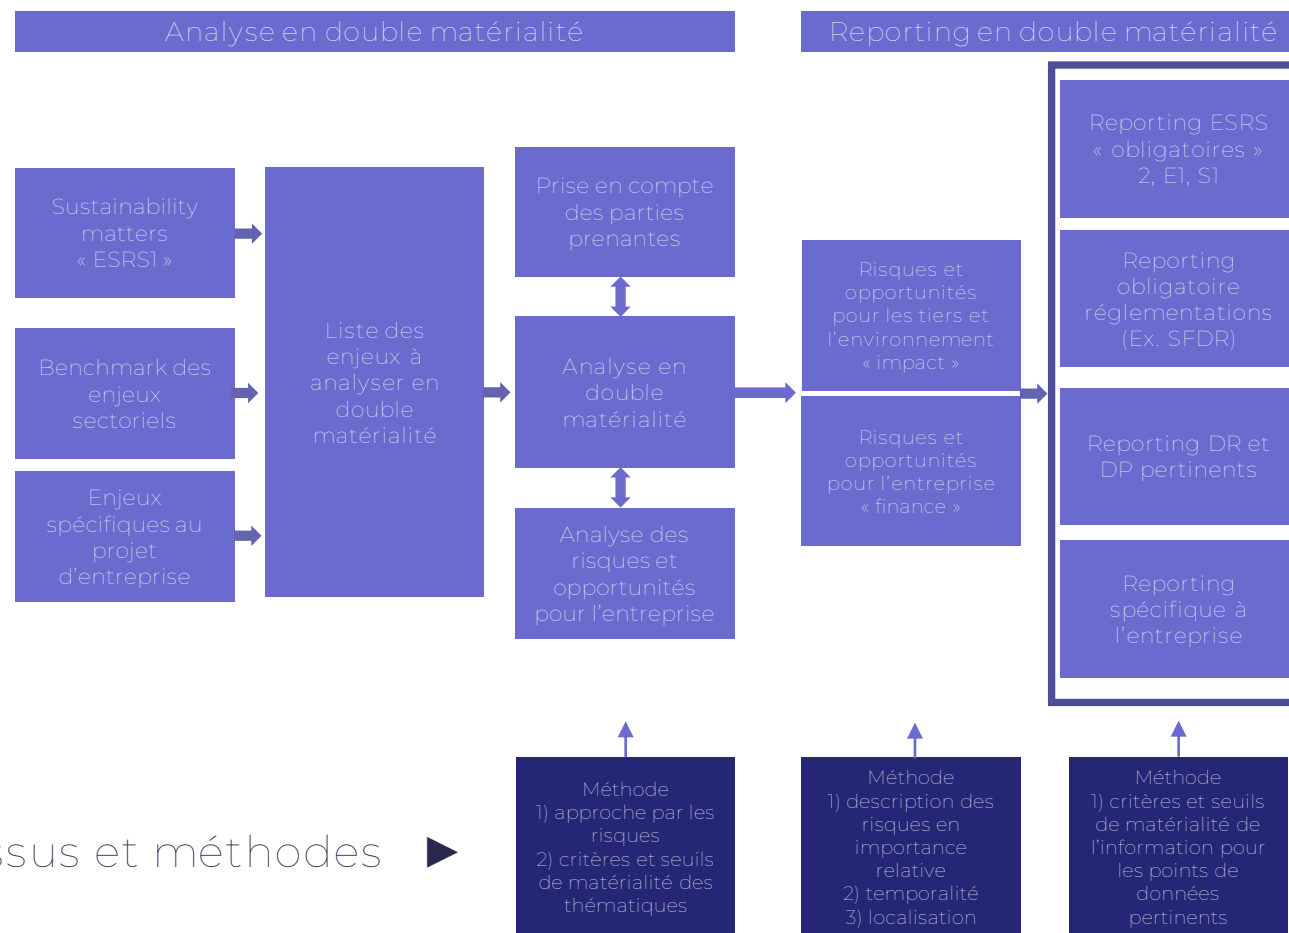 Analyse en double matérialité
Reporting en double matérialité
Sustainability
matters
« ESRS1 »
Benchmark des
enjeux
sectoriels
Enjeux
spécifiques au
projet
d'entreprise
Liste des
enjeux à
analyser en
double
matérialité
Prise en compte
des parties
prenantes
Analyse en
double
matérialité
Analyse des
risques et
opportunités
pour l'entreprise
Risques et
opportunités
pour les tiers et
l'environnement
« impact »
Risques et
opportunités
pour l'entreprise
« finance »
Reporting ESRS
« obligatoires »
2, E1, S1
Reporting
obligatoire
réglementations
(Ex. SFDR)
Reporting DR et
DP pertinents
Reporting
spécifique à
l'entreprise
ssus et méthodes
Méthode
1) approche par les
risques
2) critères et seuils
de matérialité des
thématiques
Méthode
1) description des
risques en
importance
relative
2) temporalité
3) localisation
Méthode
1) critères et seuils
de matérialité de
l'information pour
les points de
données
pertinents